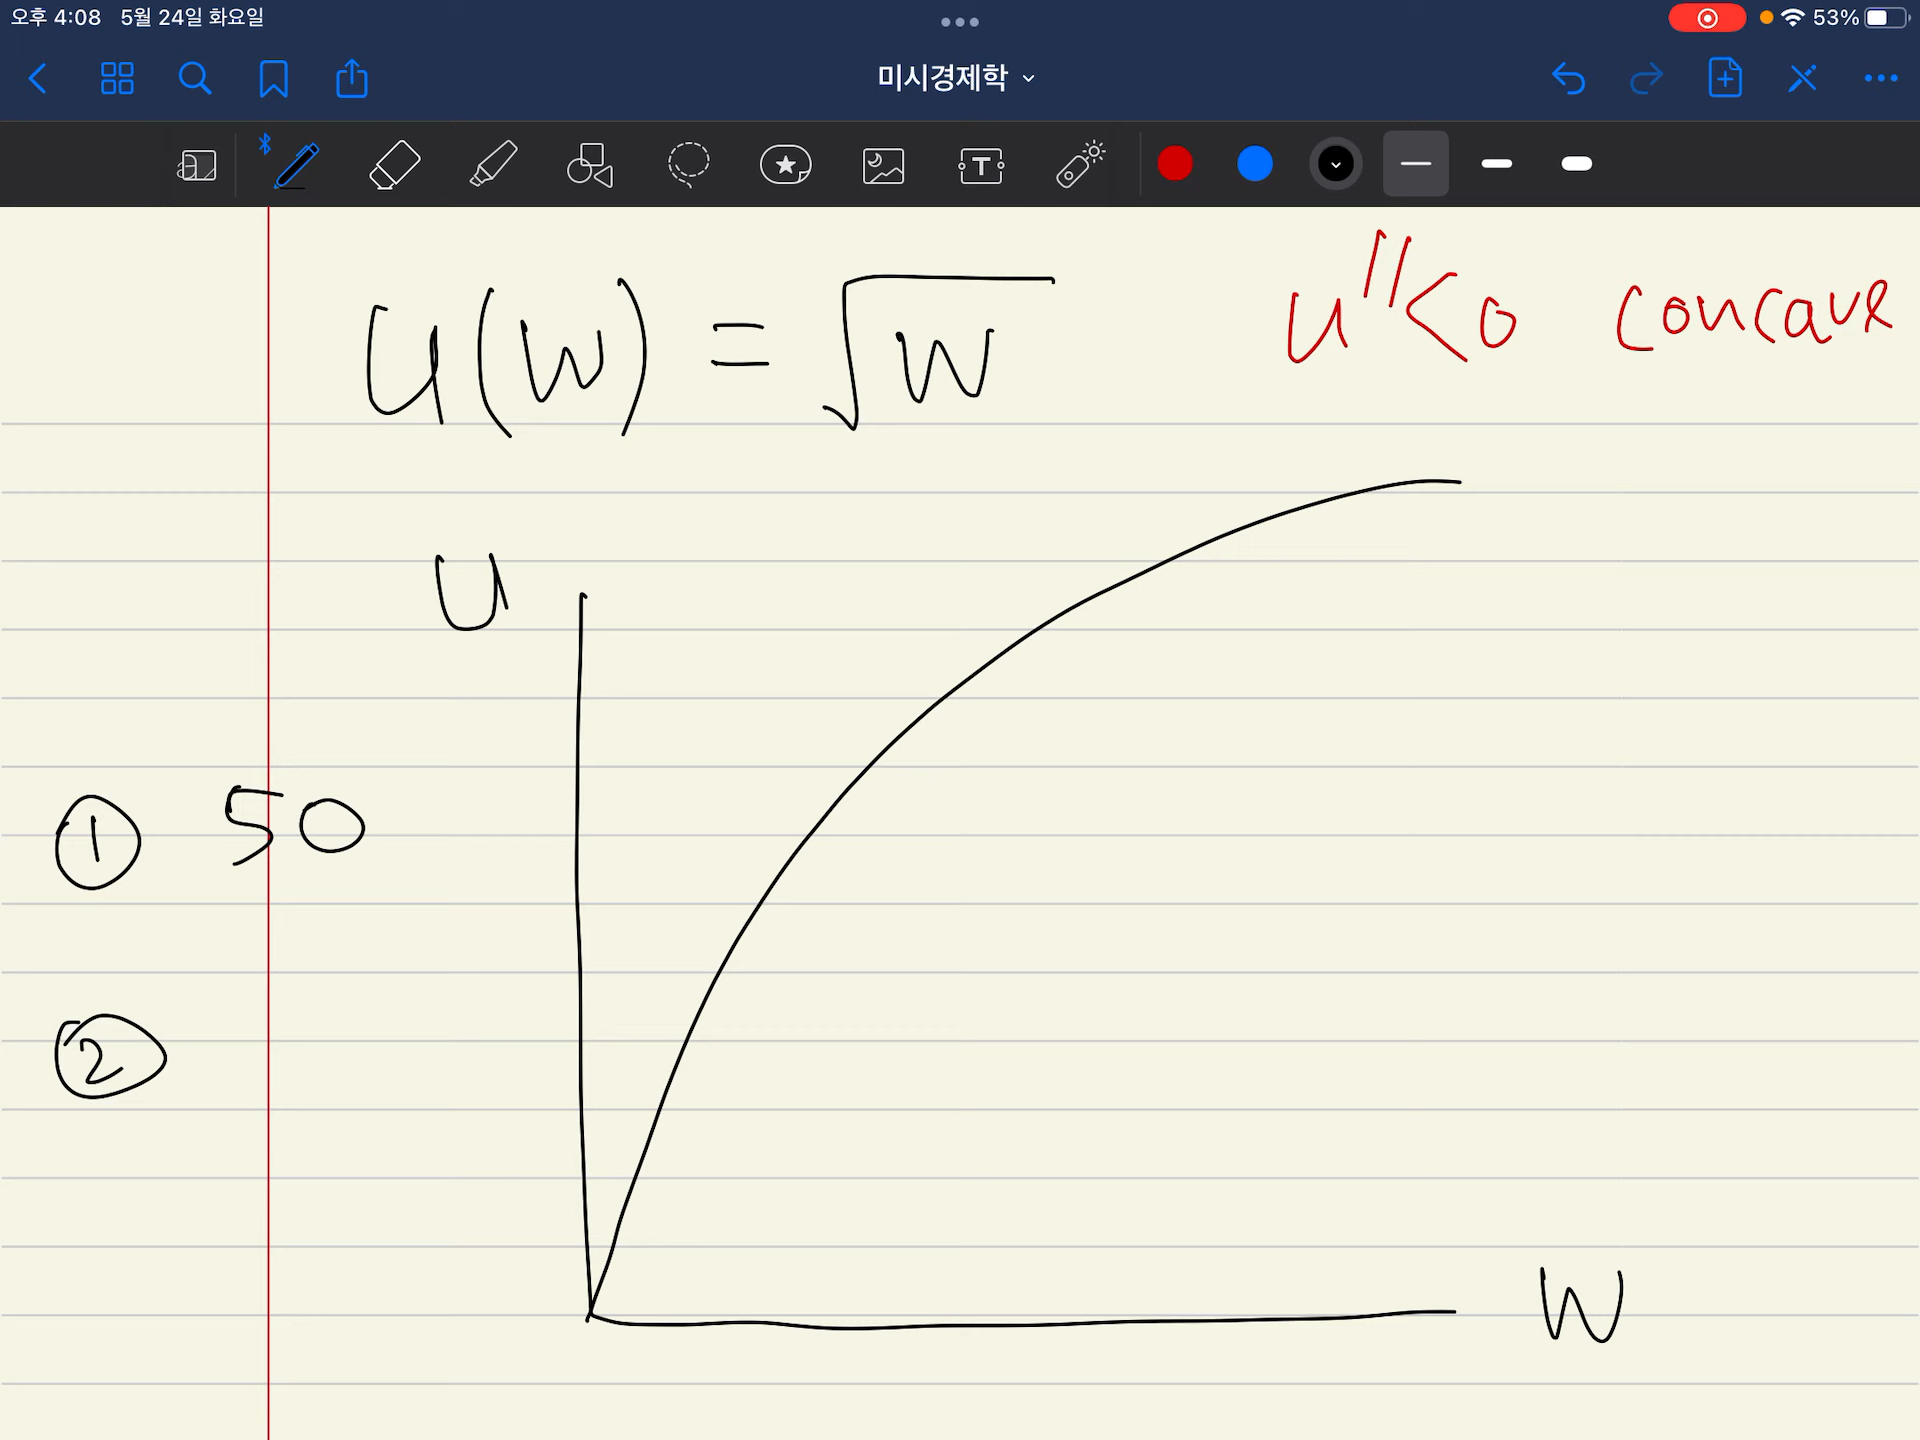 오후 4:08 5월 24일 화요일
53%
미시경제학
U(W) = √W
u''<0 concave
U
① 50
②
W